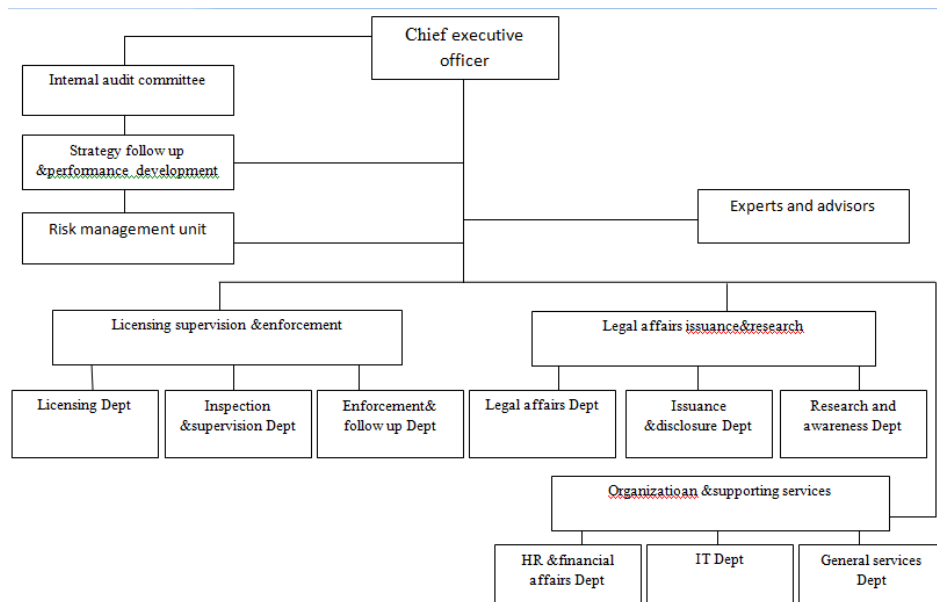 Chief executive
officer
Internal audit committee
Strategy follow up
&performance development
Risk management unit
Experts and advisors
Licensing supervision &enforcement
Legal affairs issuance&research
Licensing Dept
Inspection
&supervision Dept
Enforcement&
follow up Dept
Legal affairs Dept
Issuance
&disclosure Dept
Research and
awareness Dept
Organizatioan &supporting services
HR &financial
affairs Dept
IT Dept
General services
Dept